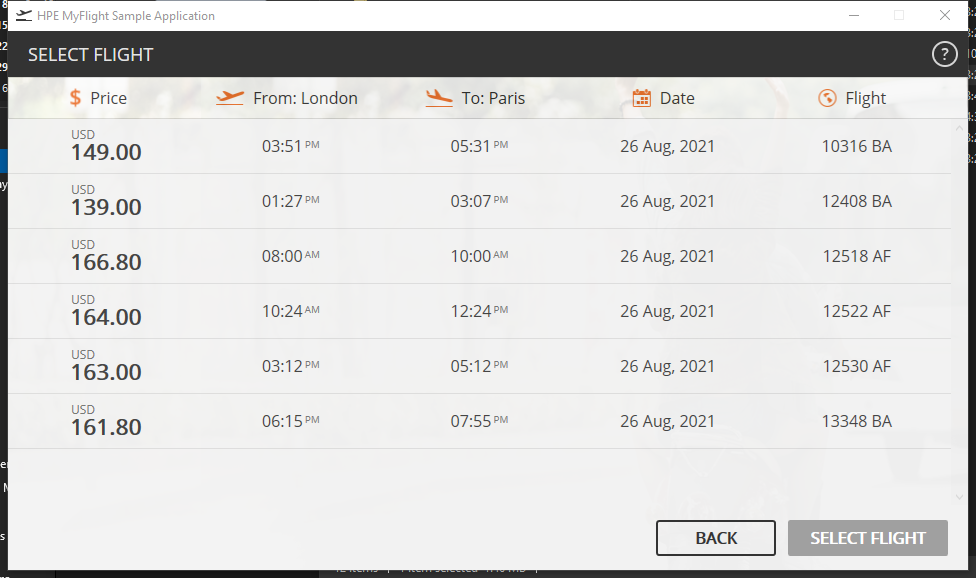 HPE MyFlight Sample Application
SELECT FLIGHT ?
$ Price From: London To: Paris Date Flight
USD
149.00 03:51 PM 05:31 PM 26 Aug, 2021 10316 BA
USD
139.00 01:27 PM 03:07 PM 26 Aug, 2021 12408 BA
USD
166.80 08:00 AM 10:00 AM 26 Aug, 2021 12518 AF
USD
164.00 10:24 AM 12:24 PM 26 Aug, 2021 12522 AF
USD
163.00 03:12 PM 05:12 PM 26 Aug, 2021 12530 AF
USD
161.80 06:15 PM 07:55 PM 26 Aug, 2021 13348 BA
BACK SELECT FLIGHT